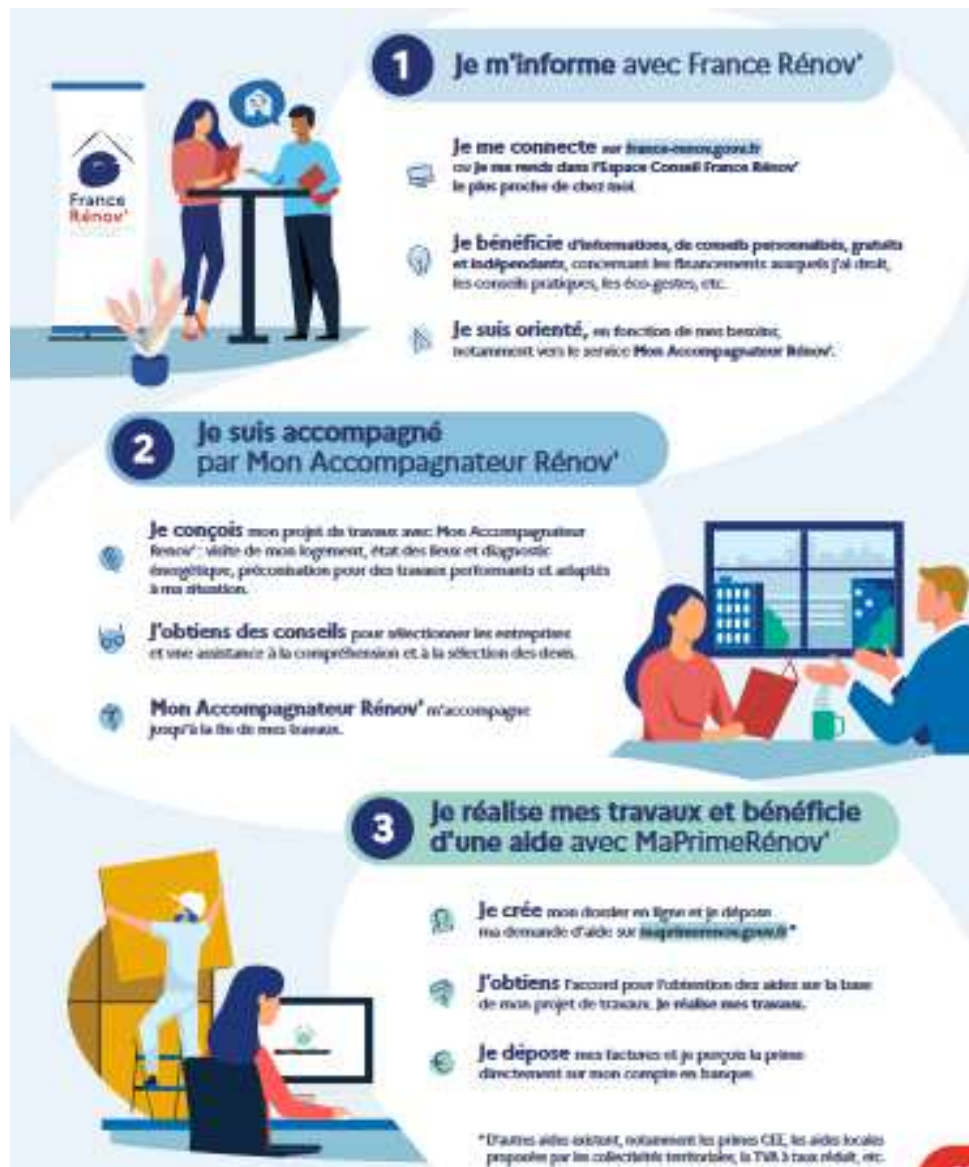 1 Je m'informe avec France Rénov'
France
Rénov'
Je me connecte sur france-renov.gouv.fr
ou je me rends dans l'Espace Conseil France Rénov'
le plus proche de chez moi.
Je bénéficie d'informations, de conseils personnalisés, gratuits
et indépendants, concernant les financements auxquels j'ai droit,
les conseils pratiques, les éco-gestes, etc.
Je suis orienté, en fonction de mes besoins,
notamment vers le service Mon Accompagnateur Rénov'.
2 Je suis accompagné
par Mon Accompagnateur Rénov'
Je conçois mon projet de travaux avec Mon Accompagnateur
Renov' : visite de mon logement, état des lieux et diagnostic
énergétique, préconisation pour des travaux performants et adaptés
à ma situation.
J'obtiens des conseils pour sélectionner les entreprises
et une assistance à la compréhension et à la sélection des devis.
Mon Accompagnateur Rénov' m'accompagne
jusqu'à la fin de mes travaux.
3 Je réalise mes travaux et bénéficie
d'une aide avec MaPrimeRénov'
Je crée mon dossier en ligne et je dépose
ma demande d'aide sur maprimerenov.gouv.fr*
J'obtiens l'accord pour l'obtention des aides sur la base
de mon projet de travaux. Je réalise mes travaux.
Je dépose mes factures et je perçois la prime
directement sur mon compte en banque.
*D'autres aides existent, notamment les primes CEE, les aides locales
proposées par les collectivités territoriales, la TVA à taux réduit, etc.